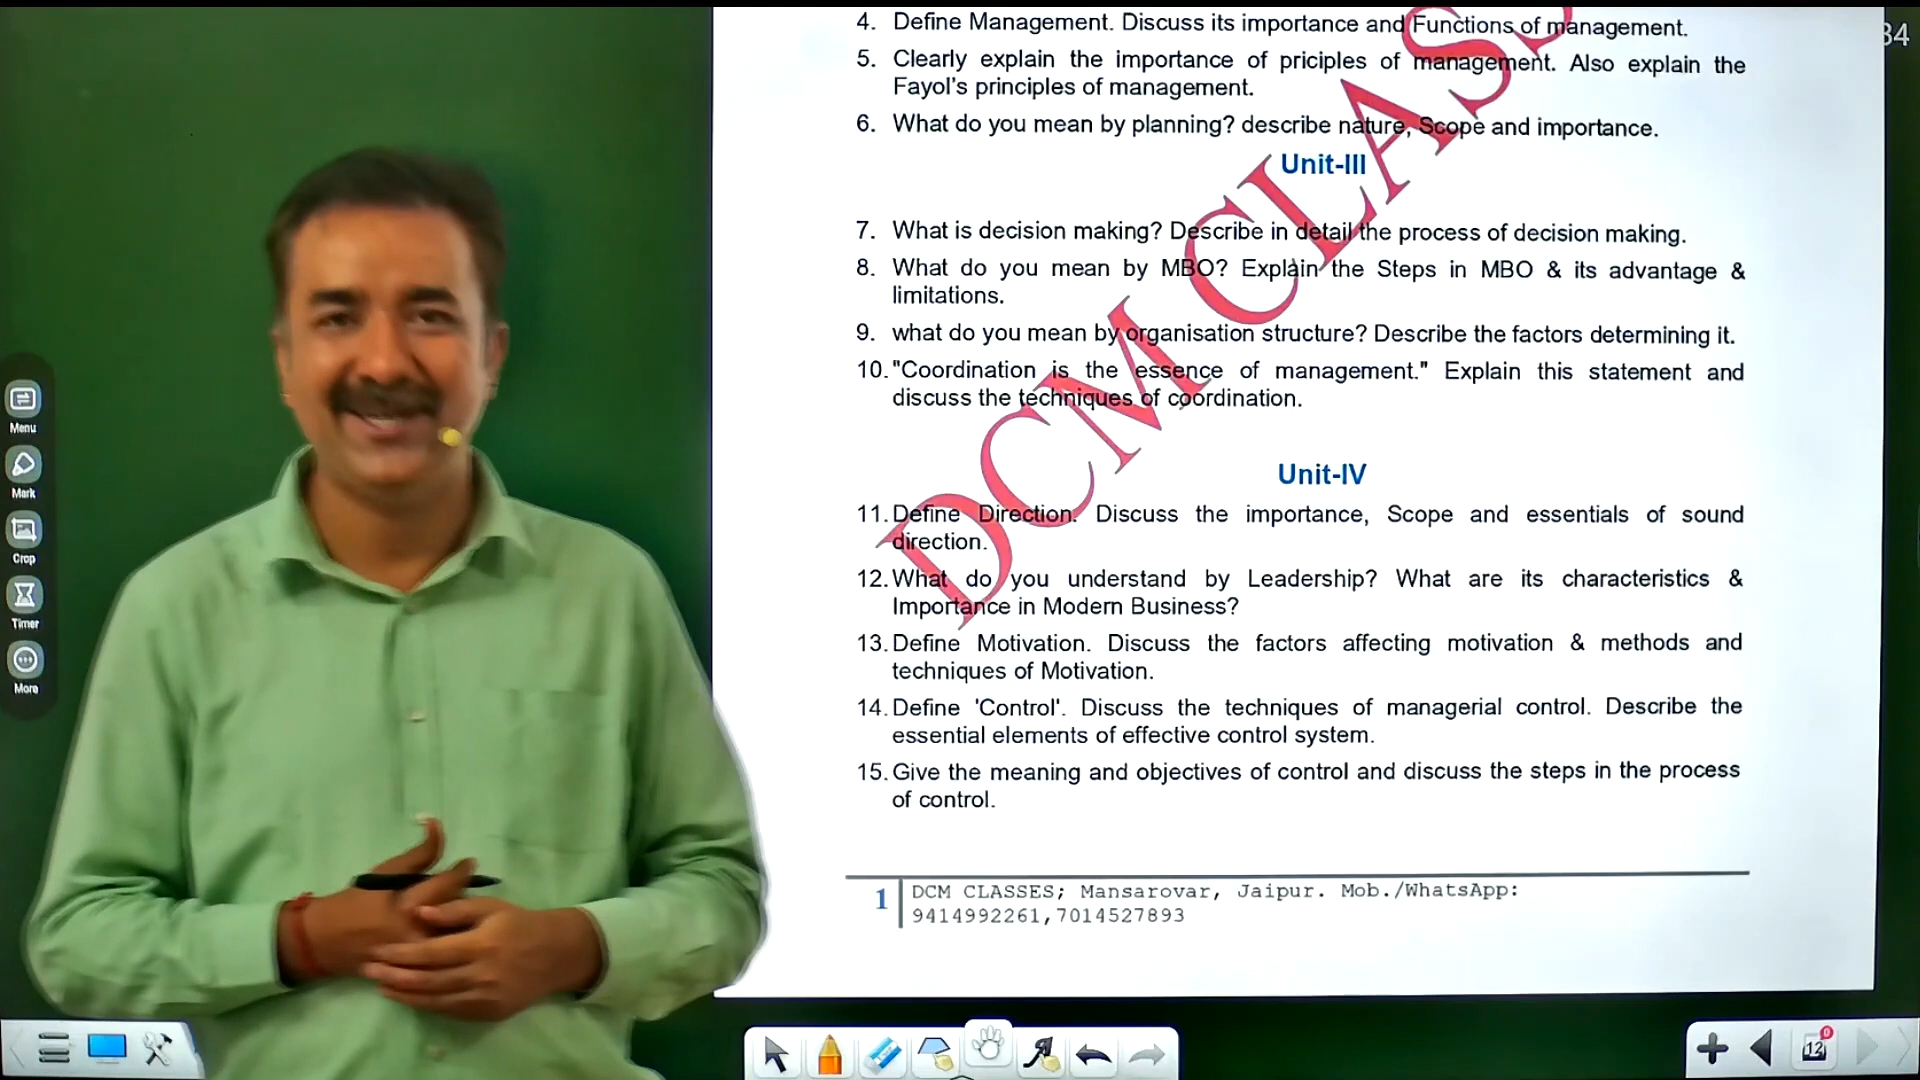 4. Define Management. Discuss its importance and Functions of management.
5. Clearly explain the importance of priciples of management. Also explain the
Fayol's principles of management.
6. What do you mean by planning? describe nature, Scope and importance.
Unit-III
7. What is decision making? Describe in detail the process of decision making.
8. What do you mean by MBO? Explain the Steps in MBO & its advantage &
limitations.
9. what do you mean by organisation structure? Describe the factors determining it.
10. "Coordination is the essence of management." Explain this statement and
discuss the techniques of coordination.
Unit-IV
11. Define Direction. Discuss the importance, Scope and essentials of sound
direction.
12. What do you understand by Leadership? What are its characteristics &
Importance in Modern Business?
13. Define Motivation. Discuss the factors affecting motivation & methods and
techniques of Motivation.
14. Define 'Control'. Discuss the techniques of managerial control. Describe the
essential elements of effective control system.
15. Give the meaning and objectives of control and discuss the steps in the process
of control.
1 DCM CLASSES; Mansarovar, Jaipur. Mob./WhatsApp:
9414992261,7014527893
DCM CLASS
Menu
Mark
Crop
Timer
More
12
0